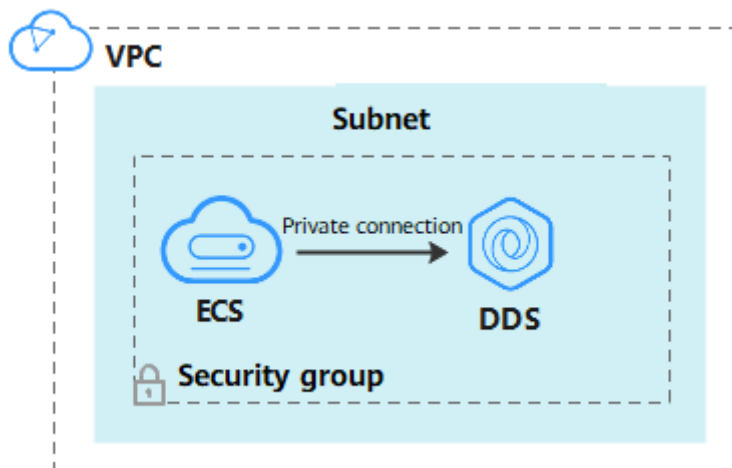 VPC
Subnet
Private connection
ECS
DDS
Security group